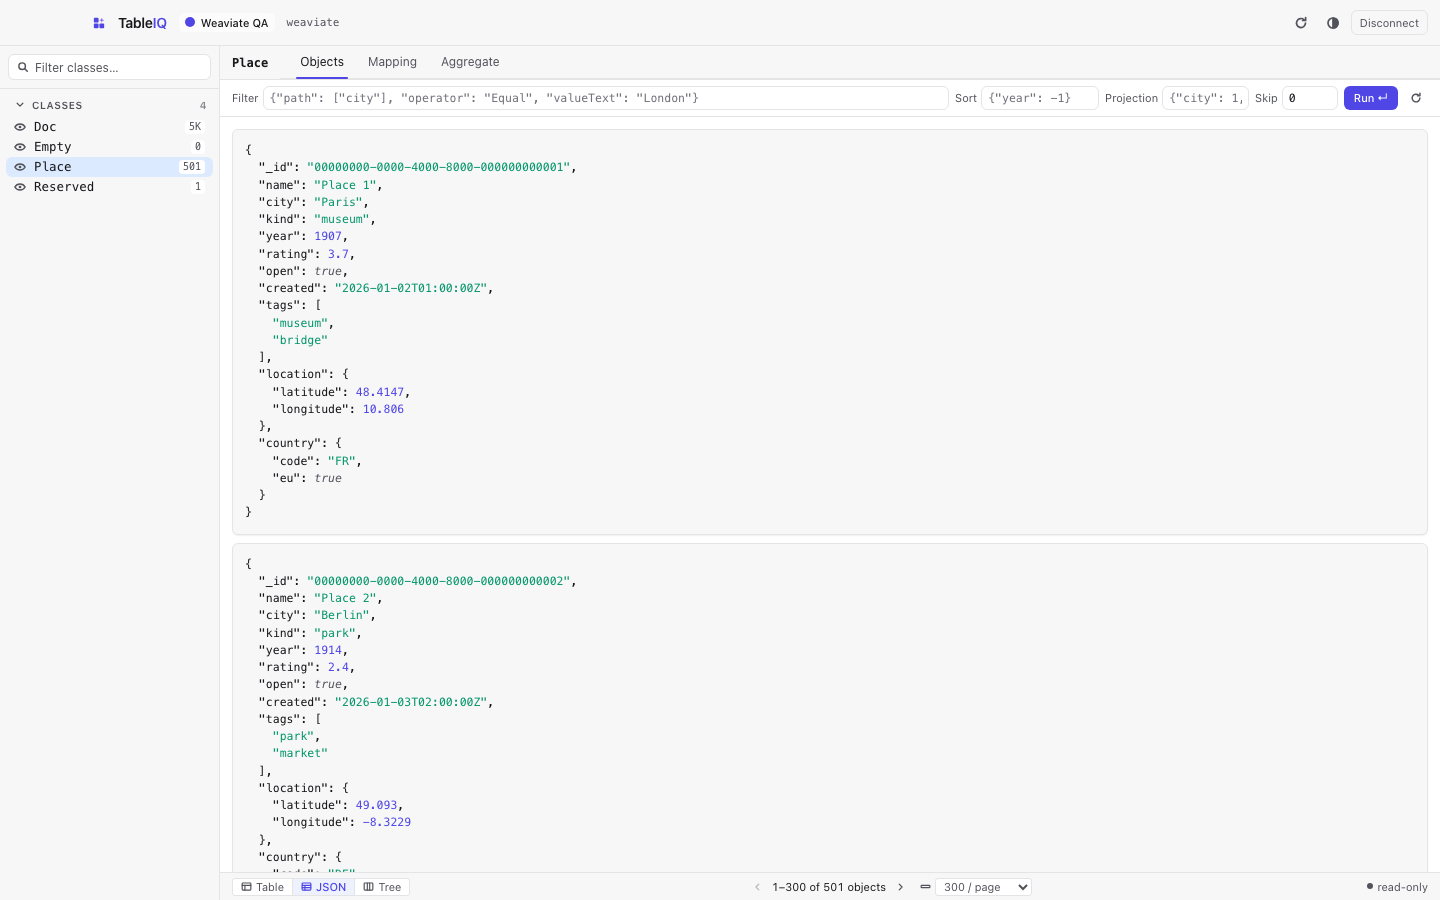 TableIQ Weaviate QA weaviate Disconnect
Filter classes...
CLASSES 4
Doc 5K
Empty 0
Place 501
Reserved 1
Place Objects Mapping Aggregate
Filter {"path": ["city"], "operator": "Equal", "valueText": "London"} Sort {"year": -1} Projection {"city": 1, Skip 0 Run ↵
{
"_id": "00000000-0000-4000-8000-000000000001",
"name": "Place 1",
"city": "Paris",
"kind": "museum",
"year": 1907,
"rating": 3.7,
"open": true,
"created": "2026-01-02T01:00:00Z",
"tags": [
"museum",
"bridge"
],
"location": {
"latitude": 48.4147,
"longitude": 10.806
},
"country": {
"code": "FR",
"eu": true
}
}
{
"_id": "00000000-0000-4000-8000-000000000002",
"name": "Place 2",
"city": "Berlin",
"kind": "park",
"year": 1914,
"rating": 2.4,
"open": true,
"created": "2026-01-03T02:00:00Z",
"tags": [
"park",
"market"
],
"location": {
"latitude": 49.093,
"longitude": -8.3229
},
"country": {
Table JSON Tree 1–300 of 501 objects 300 / page read-only